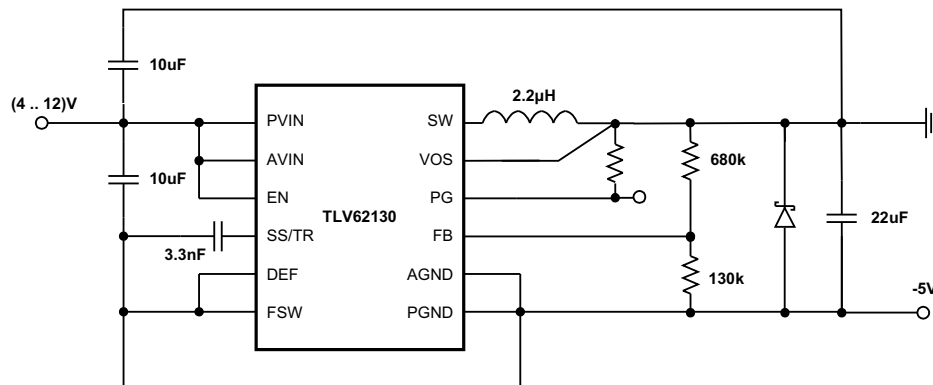 10uF
(4 .. 12)V
10uF
3.3nF
PVIN
AVIN
EN
SS/TR
DEF
FSW
TLV62130
SW
VOS
PG
FB
AGND
PGND
2.2µH
680k
130k
22uF
-5V